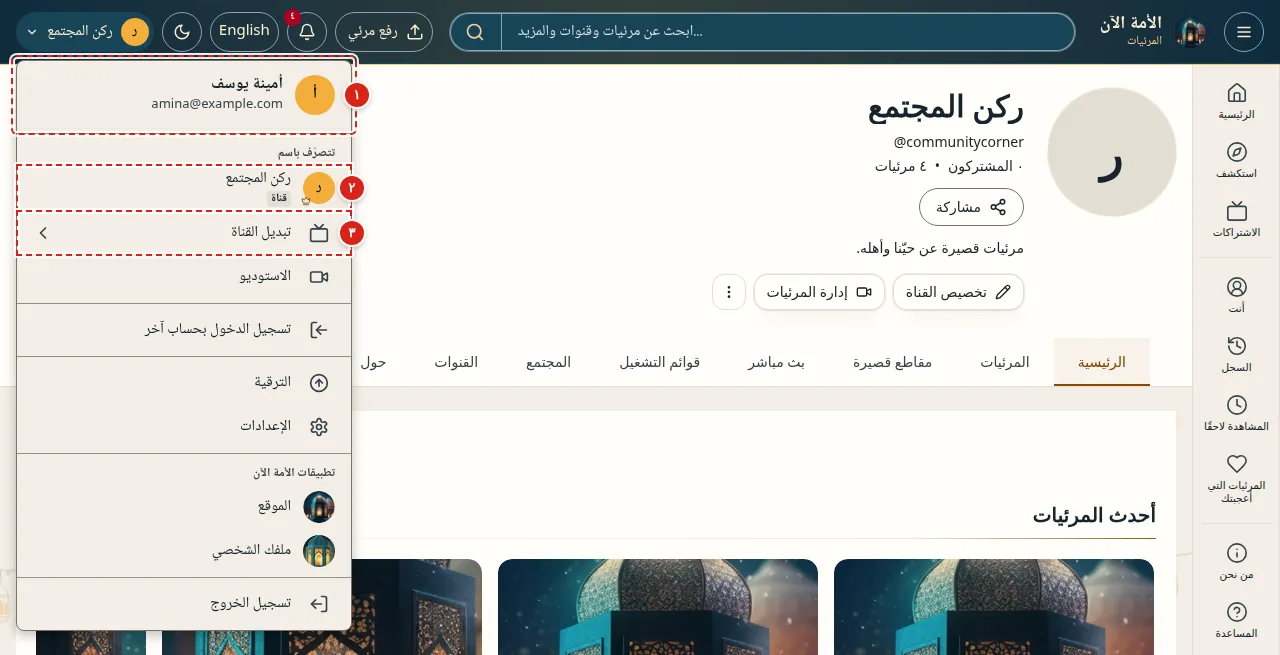 الأمة الآن
المرئيات
ابحث عن مرئيات وقنوات والمزيد...
رفع مرئي
٤
English
ر
ركن المجتمع
الرئيسية
استكشف
الاشتراكات
أنت
السجل
المشاهدة لاحقًا
المرئيات التي
أعجبتك
من نحن
المساعدة
ر
ركن المجتمع
@communitycorner
٠ المشتركون • ٤ مرئيات
مشاركة
مرئيات قصيرة عن حيّنا وأهله.
تخصيص القناة
إدارة المرئيات
الرئيسية
المرئيات
مقاطع قصيرة
بث مباشر
قوائم التشغيل
المجتمع
القنوات
حول
أحدث المرئيات
١
أ
أمينة يوسف
amina@example.com
تتصرّف باسم
٢
ر
ركن المجتمع
قناة
٣
تبديل القناة
الاستوديو
تسجيل الدخول بحساب آخر
الترقية
الإعدادات
تطبيقات الأمة الآن
الموقع
ملفك الشخصي
تسجيل الخروج